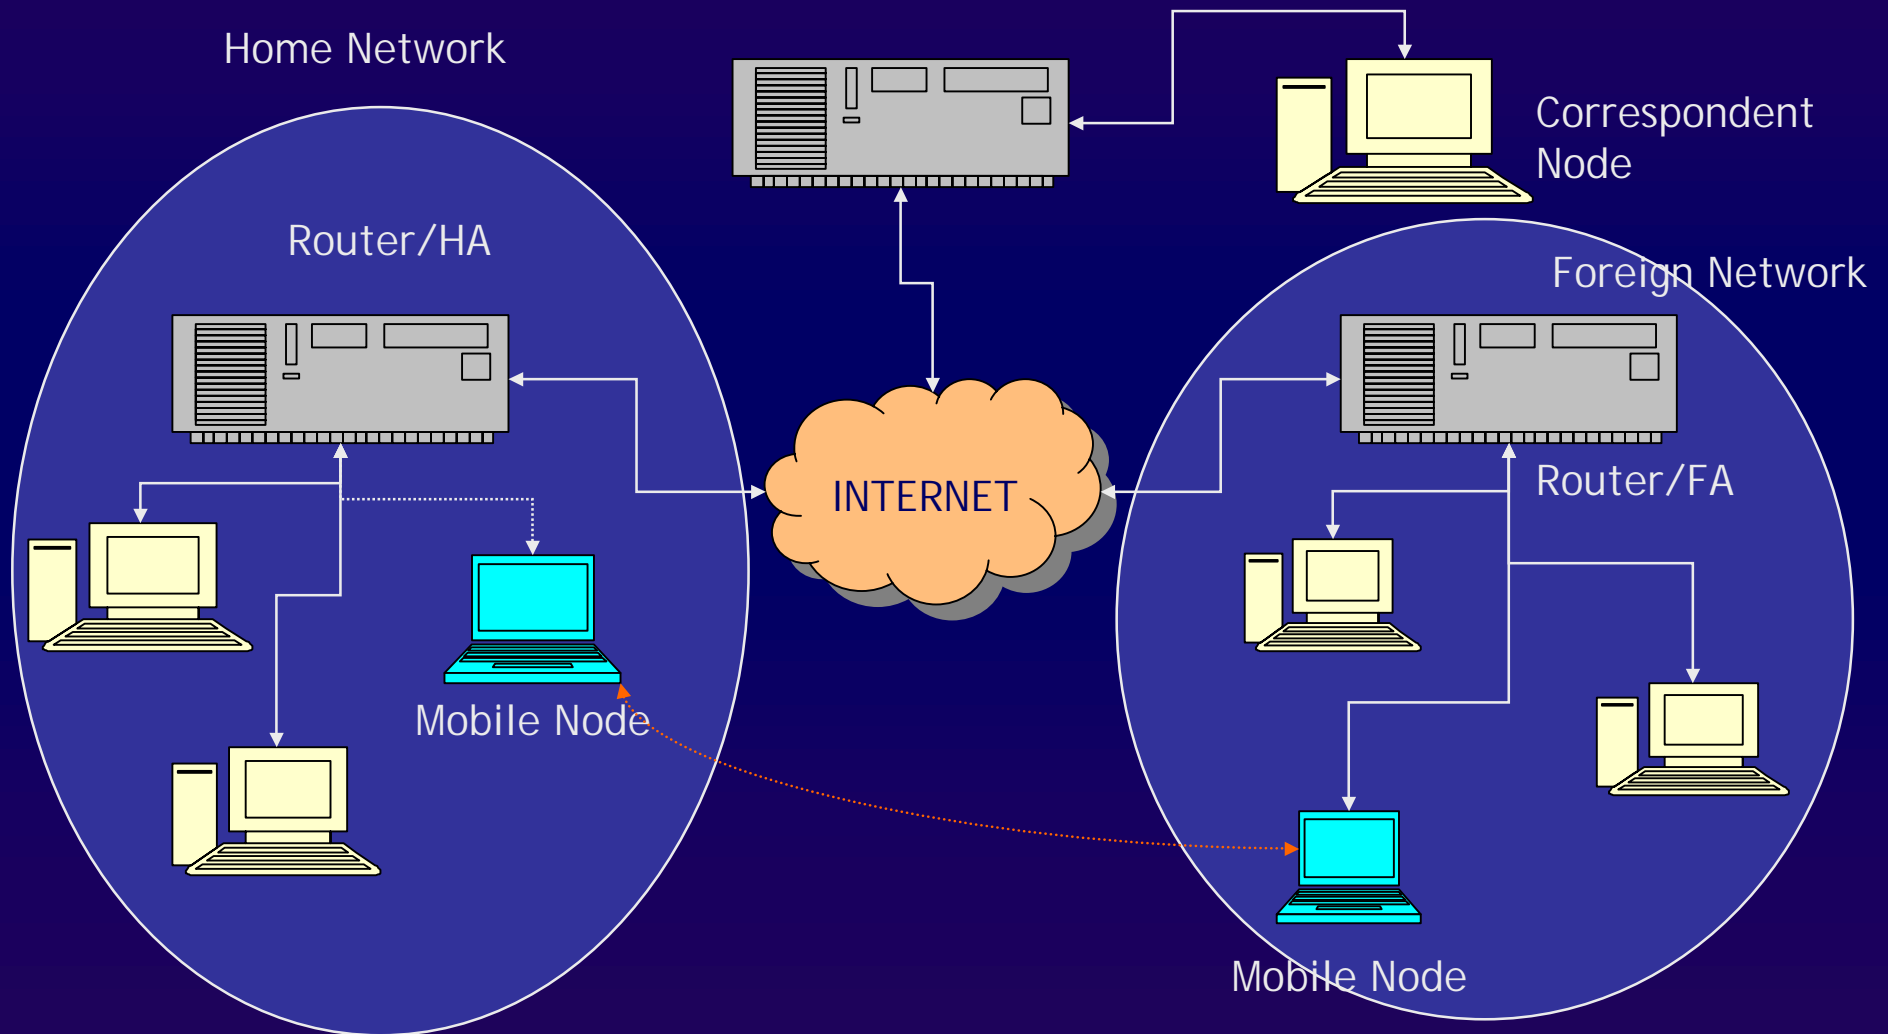 Home Network
Correspondent
Node
Router/HA
Foreign Network
Router/FA
INTERNET
Mobile Node
Mobile Node